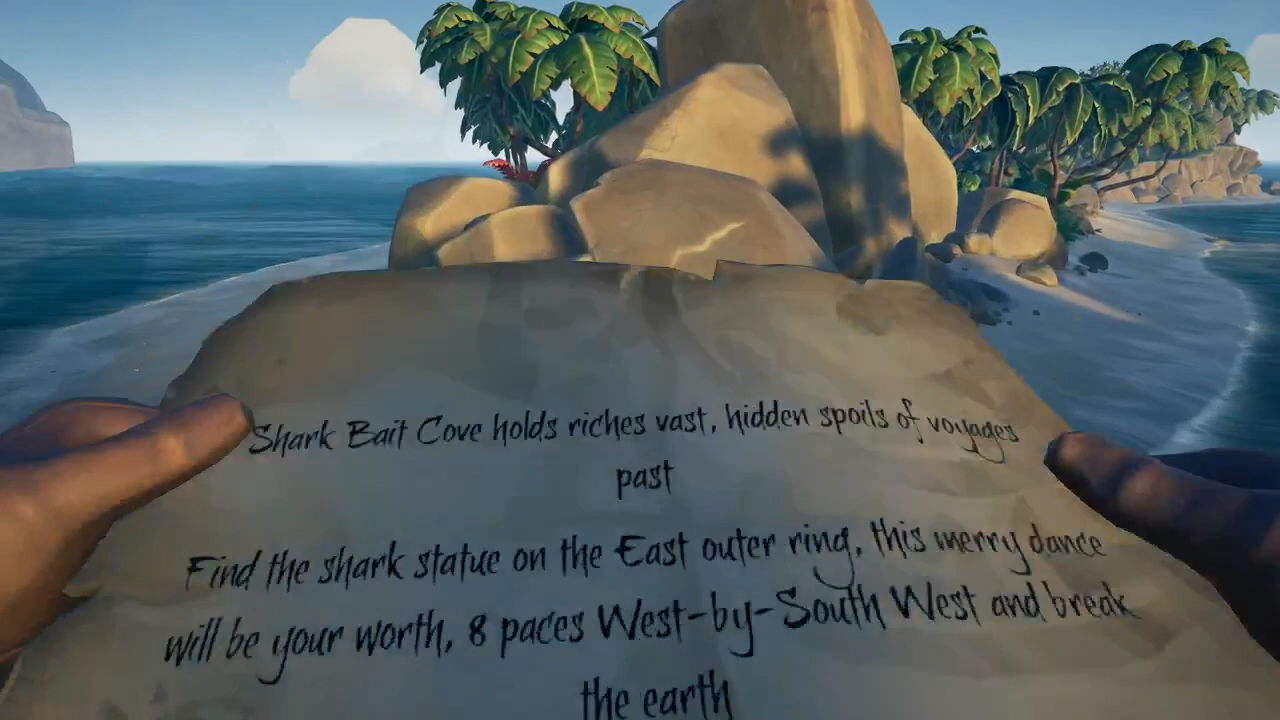 Shark Bait Cove holds riches vast, hidden spoils of voyages
past
Find the shark statue on the East outer ring, this merry dance
will be your worth, 8 paces West-by-South West and break
the earth